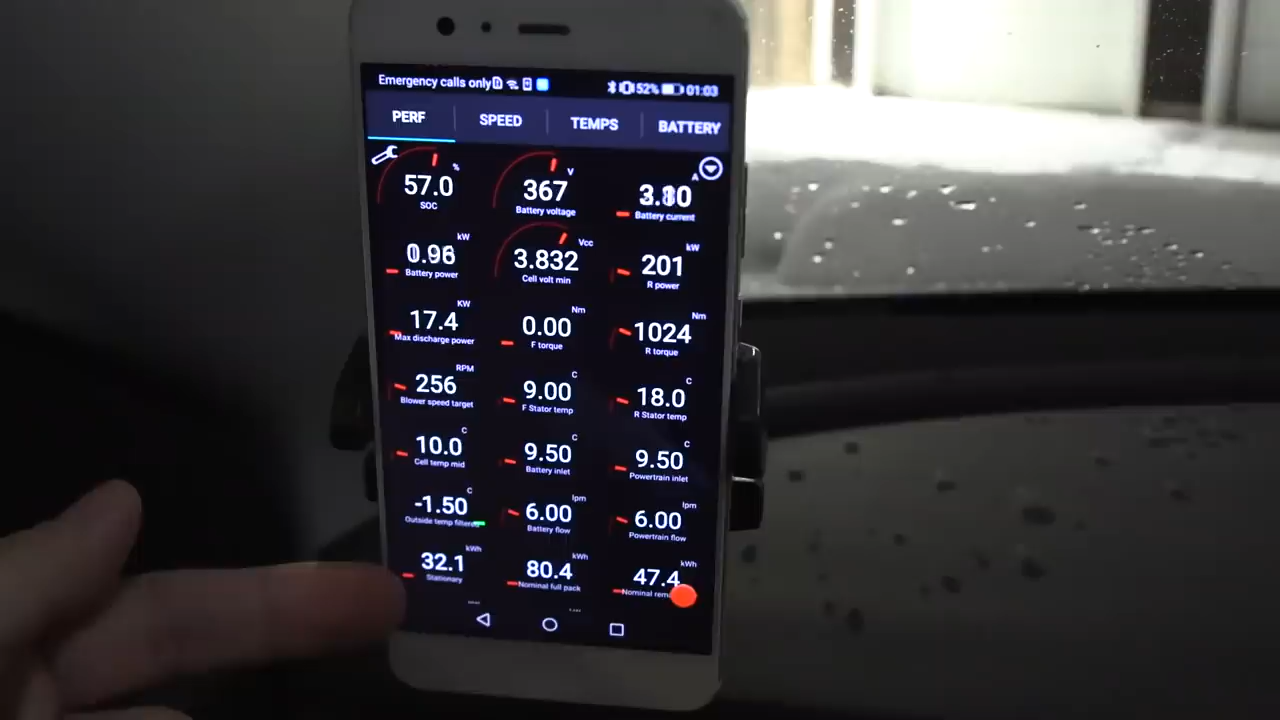 Emergency calls only 52% 01:03
PERF SPEED TEMPS BATTERY
% V A
57.0 367
SOC Battery voltage Battery current
kW Vcc kW
0.96 3.832 201
Battery power Cell volt min R power
KW Nm Nm
17.4 0.00 1024
Max discharge power F torque R torque
RPM C C
256 9.00 18.0
Blower speed target F Stator temp R Stator temp
C C C
10.0 9.50 9.50
Cell temp mid Battery inlet Powertrain inlet
C lpm lpm
-1.50 6.00 6.00
Outside temp filtered Battery flow Powertrain flow
kWh kWh kWh
32.1 80.4 47.4
Stationary Nominal full pack Nominal